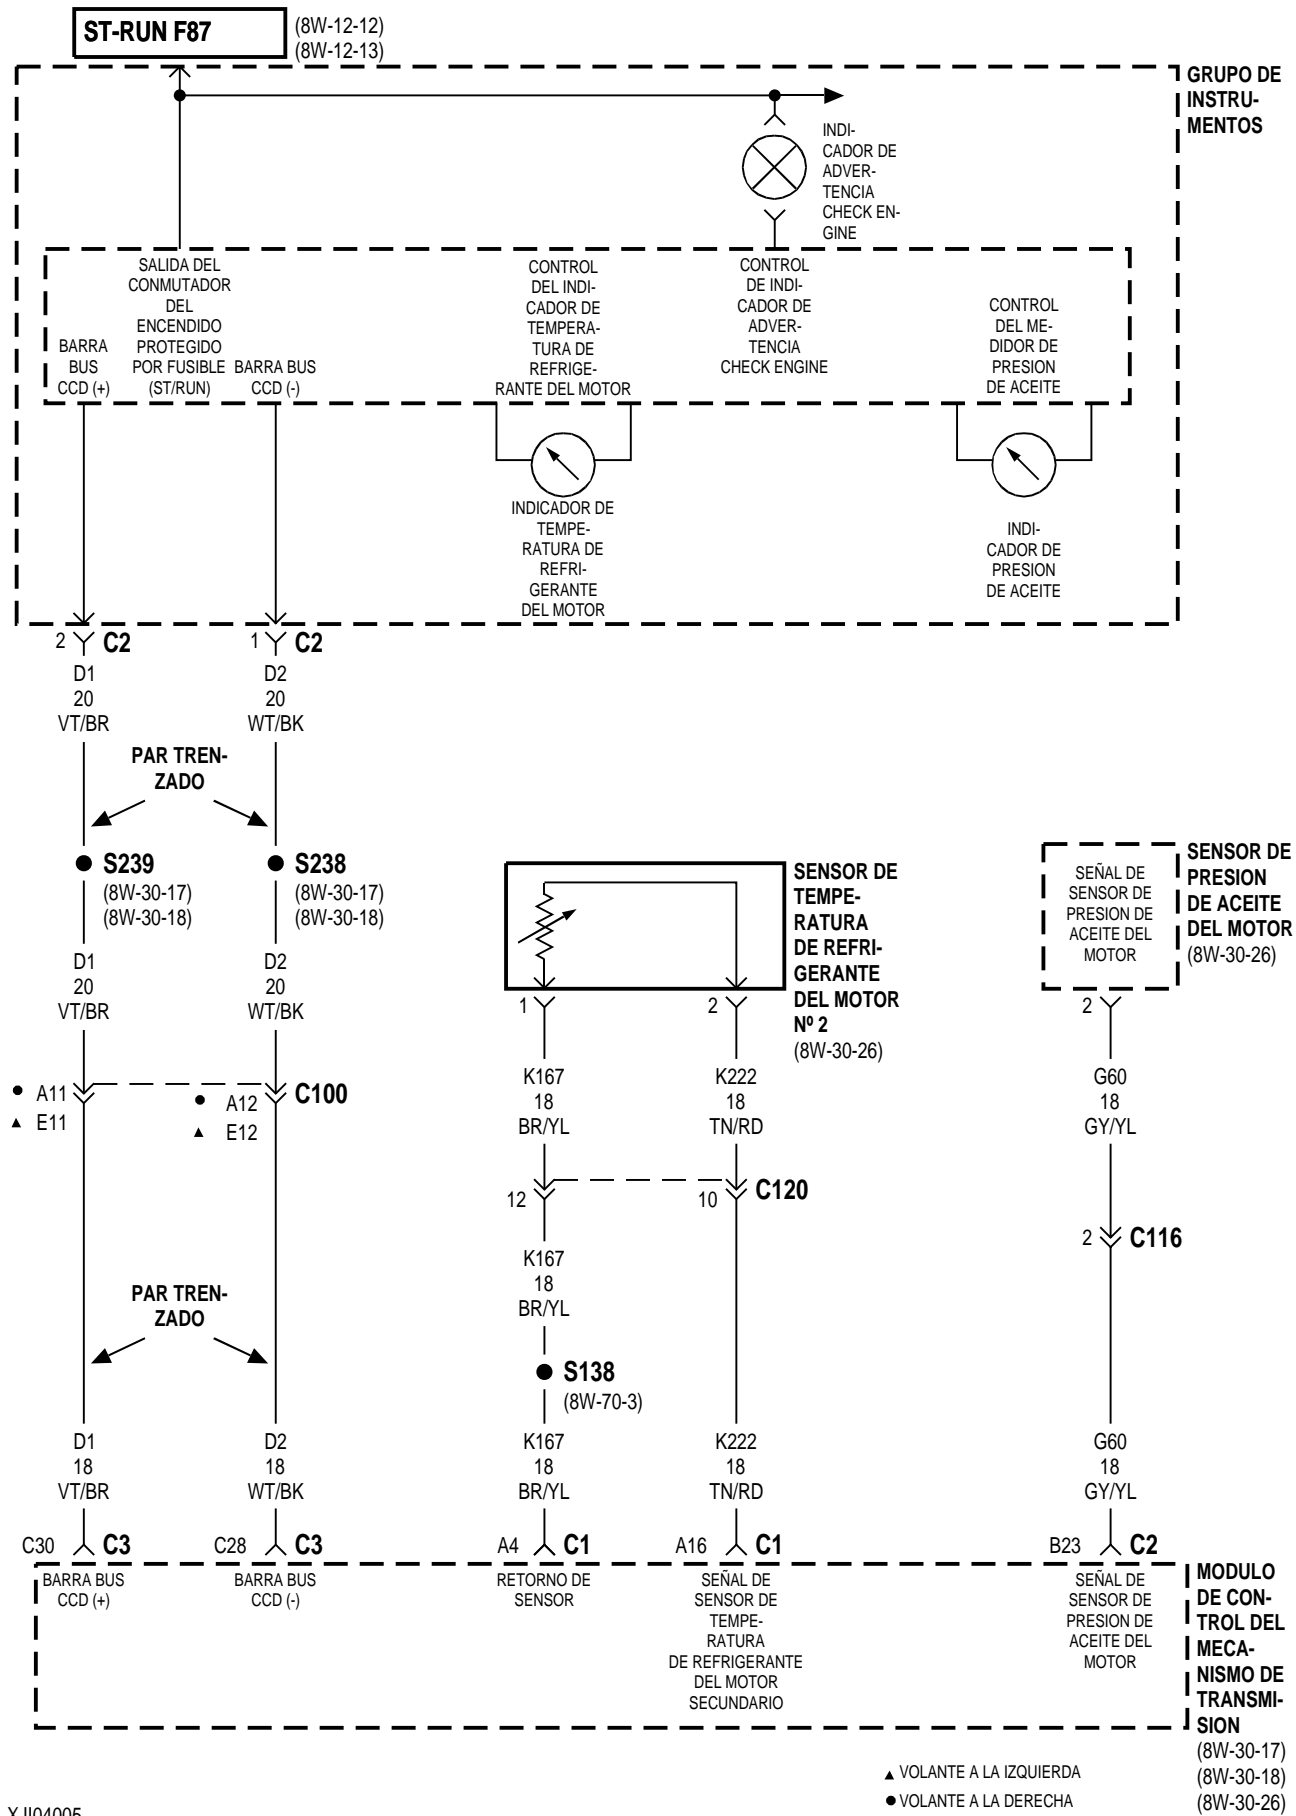 ST-RUN F87
(8W-12-12)
(8W-12-13)
GRUPO DE
INSTRU-
MENTOS
INDI-
CADOR DE
ADVER-
TENCIA
CHECK EN-
GINE
BARRA
BUS
CCD (+)
SALIDA DEL
CONMUTADOR
DEL
ENCENDIDO
PROTEGIDO
POR FUSIBLE
(ST/RUN)
BARRA BUS
CCD (-)
CONTROL
DEL INDI-
CADOR DE
TEMPERA-
TURA DE
REFRIGE-
RANTE DEL MOTOR
CONTROL
DE INDI-
CADOR DE
ADVER-
TENCIA
CHECK ENGINE
CONTROL
DEL ME-
DIDOR DE
PRESION
DE ACEITE
INDICADOR DE
TEMPE-
RATURA DE
REFRI-
GERANTE
DEL MOTOR
INDI-
CADOR DE
PRESION
DE ACEITE
2 C2
D1
20
VT/BR
1 C2
D2
20
WT/BK
PAR TREN-
ZADO
S239
(8W-30-17)
(8W-30-18)
S238
(8W-30-17)
(8W-30-18)
D1
20
VT/BR
D2
20
WT/BK
● A11
▲ E11
● A12
▲ E12
C100
SENSOR DE
TEMPE-
RATURA
DE REFRI-
GERANTE
DEL MOTOR
Nº 2
(8W-30-26)
SEÑAL DE
SENSOR DE
PRESION DE
ACEITE DEL
MOTOR
SENSOR DE
PRESION
DE ACEITE
DEL MOTOR
(8W-30-26)
1
K167
18
BR/YL
2
K222
18
TN/RD
2
G60
18
GY/YL
12
10 C120
2 C116
K167
18
BR/YL
PAR TREN-
ZADO
S138
(8W-70-3)
D1
18
VT/BR
D2
18
WT/BK
K167
18
BR/YL
K222
18
TN/RD
G60
18
GY/YL
C30 C3
C28 C3
A4 C1
A16 C1
B23 C2
BARRA BUS
CCD (+)
BARRA BUS
CCD (-)
RETORNO DE
SENSOR
SEÑAL DE
SENSOR DE
TEMPE-
RATURA
DE REFRIGERANTE
DEL MOTOR
SECUNDARIO
SEÑAL DE
SENSOR DE
PRESION DE
ACEITE DEL
MOTOR
MODULO
DE CON-
TROL DEL
MECA-
NISMO DE
TRANSMI-
SION
(8W-30-17)
(8W-30-18)
(8W-30-26)
▲ VOLANTE A LA IZQUIERDA
● VOLANTE A LA DERECHA